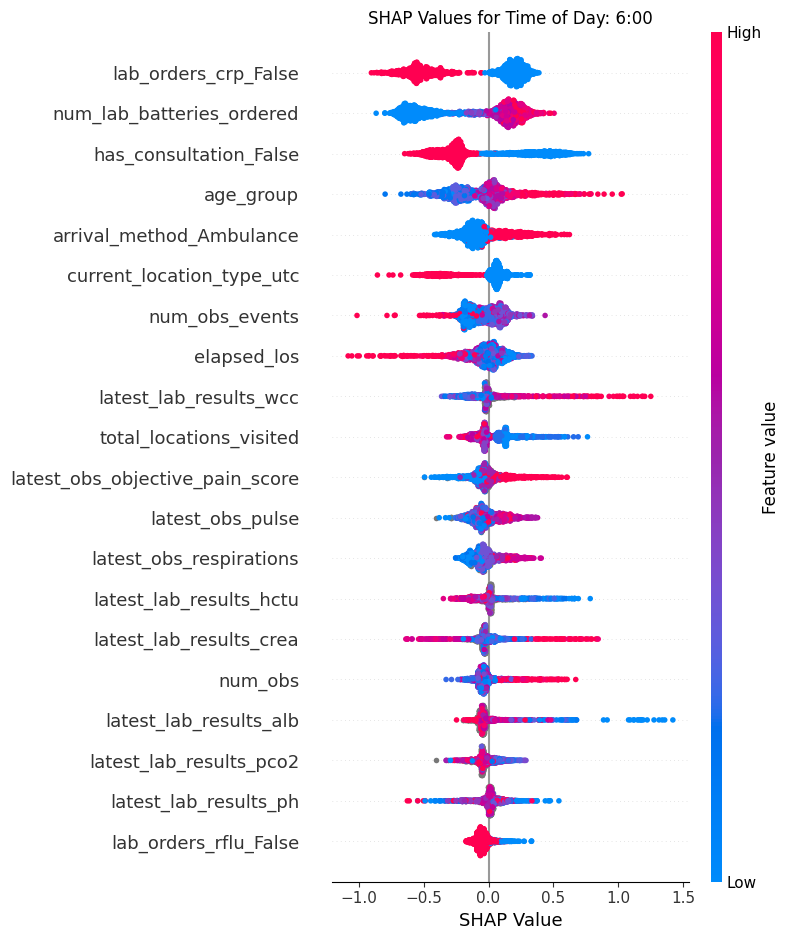 SHAP Values for Time of Day: 6:00
High
lab_orders_crp_False
num_lab_batteries_ordered
has_consultation_False
age_group
arrival_method_Ambulance
current_location_type_utc
num_obs_events
elapsed_los
latest_lab_results_wcc
total_locations_visited
latest_obs_objective_pain_score
latest_obs_pulse
latest_obs_respirations
latest_lab_results_hctu
latest_lab_results_crea
num_obs
latest_lab_results_alb
latest_lab_results_pco2
latest_lab_results_ph
lab_orders_rflu_False
Feature value
Low
−1.0 −0.5 0.0 0.5 1.0 1.5
SHAP Value